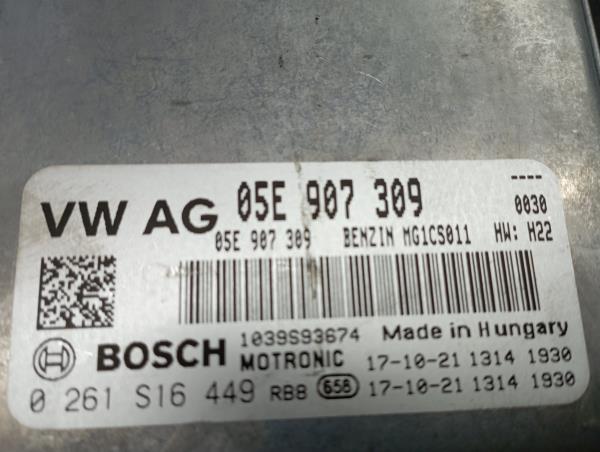 VW AG 05E 907 309 ----
0030
05E 907 309 BENZIN MG1CS011 HW: H22
1039S93674 Made in Hungary
BOSCH MOTRONIC 17-10-21 1314 1930
0 261 S16 449 RB8 658 17-10-21 1314 1930